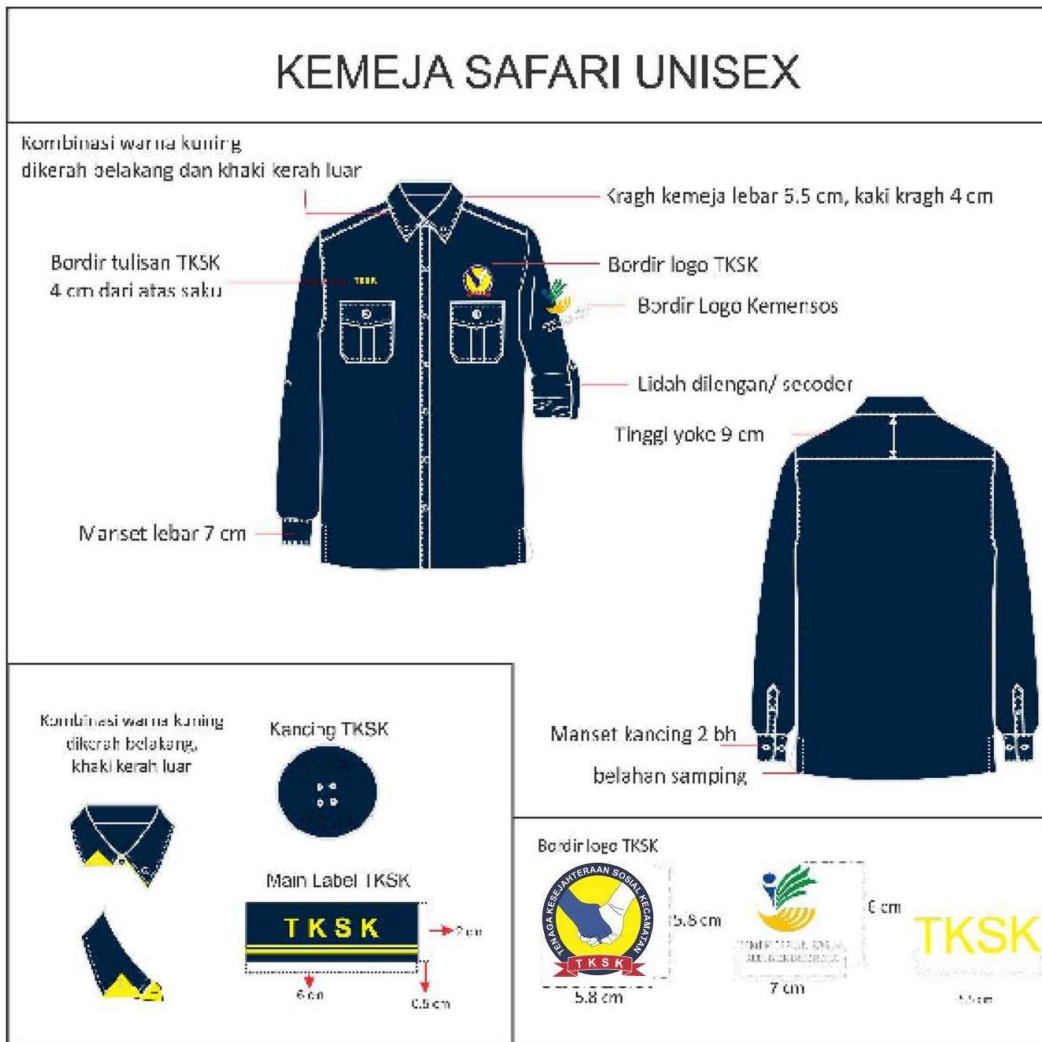 KEMEJA SAFARI UNISEX
Kombinasi warna kuning
dikerah belakang dan khaki kerah luar
Kragh kemeja lebar 5.5 cm, kaki kragh 4 cm
Bordir tulisan TKSK
4 cm dari atas saku
TKSK
Bordir logo TKSK
Bordir Logo Kemensos
Lidah dilengan/ secoder
Tinggi yoke 9 cm
Manset lebar 7 cm
Manset kancing 2 bh
belahan samping
Kombinasi warna kuning
dikerah belakang,
khaki kerah luar
Kancing TKSK
Main Label TKSK
TKSK
2 cm
6 cm
0.5 cm
Bordir logo TKSK
TENAGA KESEJAHTERAAN SOSIAL KECAMATAN
TKSK
5.8 cm
5.8 cm
6 cm
7 cm
TKSK
5.5 cm